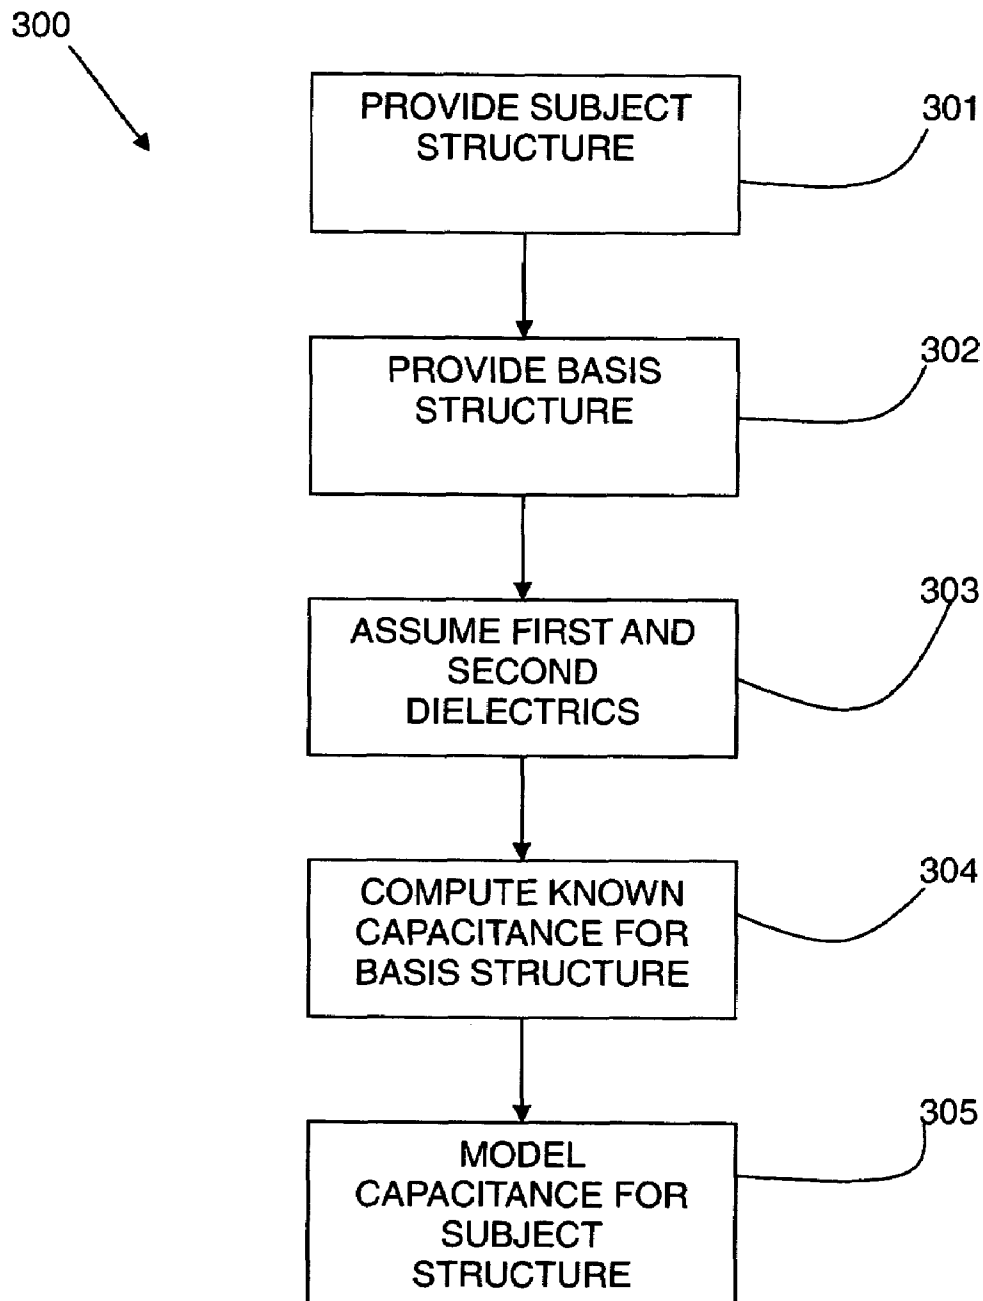 300
PROVIDE SUBJECT
STRUCTURE
301
PROVIDE BASIS
STRUCTURE
302
ASSUME FIRST AND
SECOND
DIELECTRICS
303
COMPUTE KNOWN
CAPACITANCE FOR
BASIS STRUCTURE
304
MODEL
CAPACITANCE FOR
SUBJECT
STRUCTURE
305